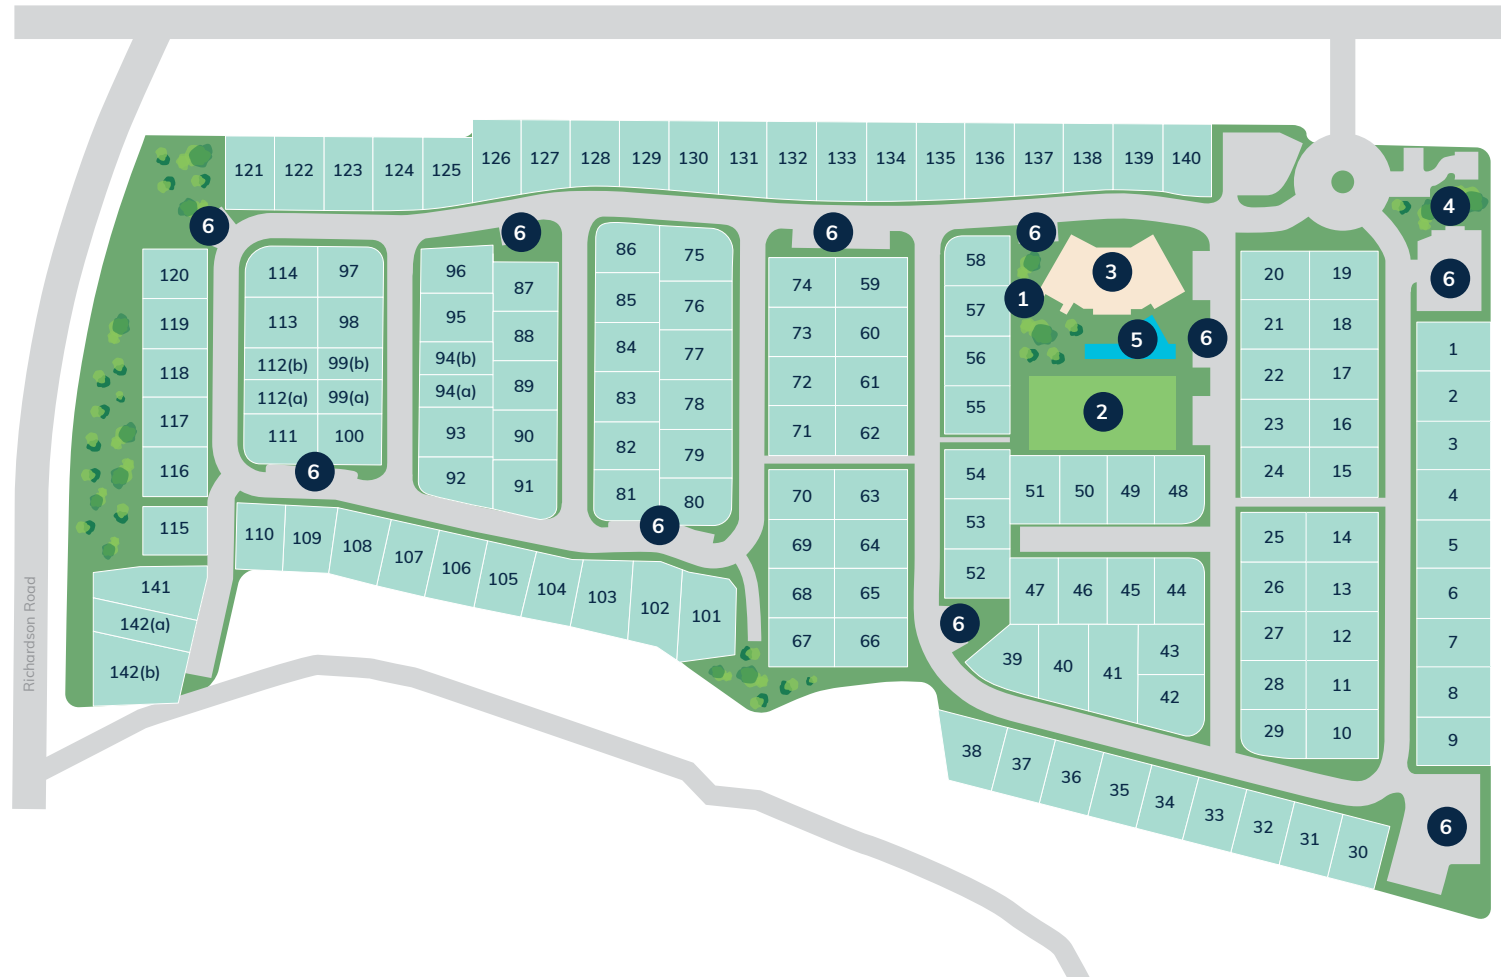 121 122 123 124 125 126 127 128 129 130 131 132 133 134 135 136 137 138 139 140
6 6 6 6 4
120 114 97 96 87 86 75 74 59 58 1 3 20 19 6
119 113 98 95 88 85 76 73 60 57 5 6 21 18
118 112(b) 99(b) 94(b) 84 77 72 61 56 22 17 1
112(a) 99(a) 94(a) 89 83 78 55 2 2
117 111 100 93 90 82 79 71 62 23 16 3
116 6 92 91 81 80 70 63 54 51 50 49 48 24 15 4
115 110 109 108 6 69 64 53 25 14 5
141 107 106 105 104 103 102 101 68 65 52 47 46 45 44 26 13 6
142(a) 67 66 6 27 12 7
142(b) 39 40 41 43 28 11 8
42 29 10 9
38 37 36 35 34 33 32 31 30 6
Richardson Road